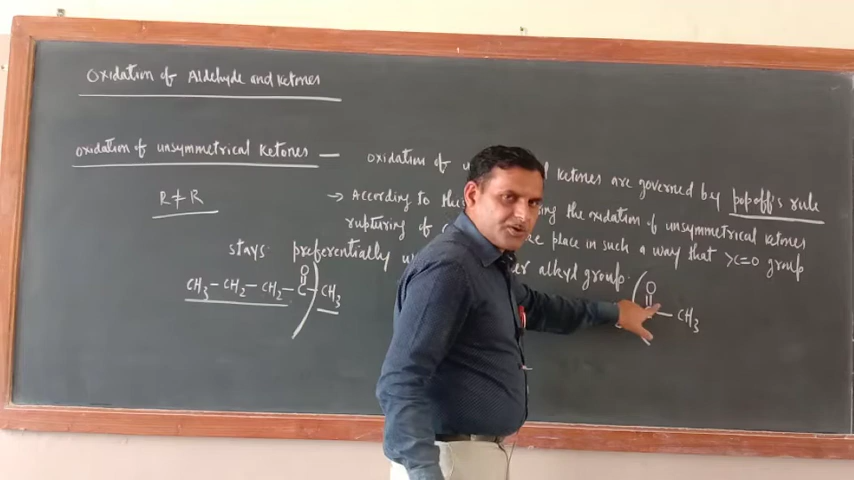 Oxidation of Aldehyde and Ketones
oxidation of unsymmetrical Ketones — oxidation of ketones are governed by popoff's rule
R ≠ R → According to the the oxidation of unsymmetrical Ketones
rupturing of place in such a way that >C=O group
stays preferentially alkyl group.
O
CH3 - CH2 - CH2 - C - CH3
O
CH3